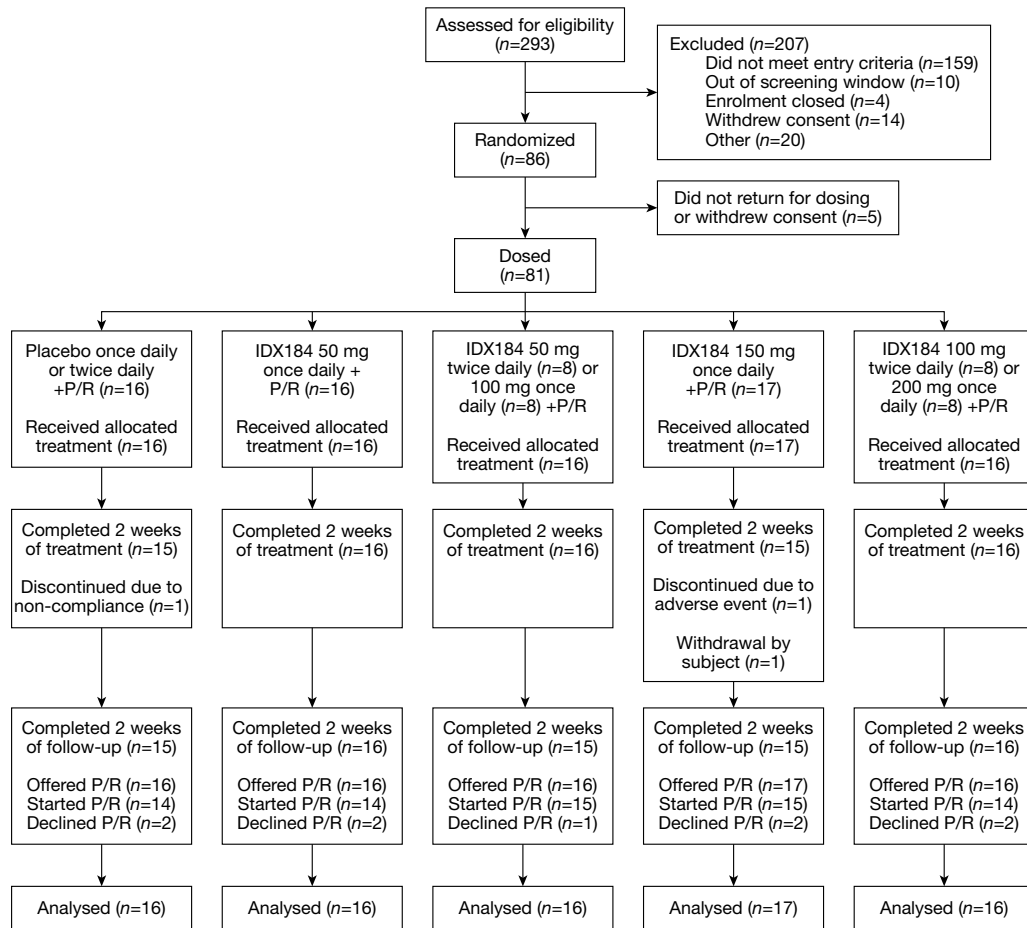 Assessed for eligibility
(n=293)
Excluded (n=207)
Did not meet entry criteria (n=159)
Out of screening window (n=10)
Enrolment closed (n=4)
Withdrew consent (n=14)
Other (n=20)
Randomized
(n=86)
Did not return for dosing
or withdrew consent (n=5)
Dosed
(n=81)
Placebo once daily
or twice daily
+P/R (n=16)
Received allocated
treatment (n=16)
IDX184 50 mg
once daily +
P/R (n=16)
Received allocated
treatment (n=16)
IDX184 50 mg
twice daily (n=8) or
100 mg once
daily (n=8) +P/R
Received allocated
treatment (n=16)
IDX184 150 mg
once daily
+P/R (n=17)
Received allocated
treatment (n=17)
IDX184 100 mg
twice daily (n=8) or
200 mg once
daily (n=8) +P/R
Received allocated
treatment (n=16)
Completed 2 weeks
of treatment (n=15)
Discontinued due to
non-compliance (n=1)
Completed 2 weeks
of treatment (n=16)
Completed 2 weeks
of treatment (n=16)
Completed 2 weeks
of treatment (n=15)
Discontinued due to
adverse event (n=1)
Withdrawal by
subject (n=1)
Completed 2 weeks
of treatment (n=16)
Completed 2 weeks
of follow-up (n=15)
Offered P/R (n=16)
Started P/R (n=14)
Declined P/R (n=2)
Completed 2 weeks
of follow-up (n=16)
Offered P/R (n=16)
Started P/R (n=14)
Declined P/R (n=2)
Completed 2 weeks
of follow-up (n=15)
Offered P/R (n=16)
Started P/R (n=15)
Declined P/R (n=1)
Completed 2 weeks
of follow-up (n=15)
Offered P/R (n=17)
Started P/R (n=15)
Declined P/R (n=2)
Completed 2 weeks
of follow-up (n=16)
Offered P/R (n=16)
Started P/R (n=14)
Declined P/R (n=2)
Analysed (n=16)
Analysed (n=16)
Analysed (n=16)
Analysed (n=17)
Analysed (n=16)